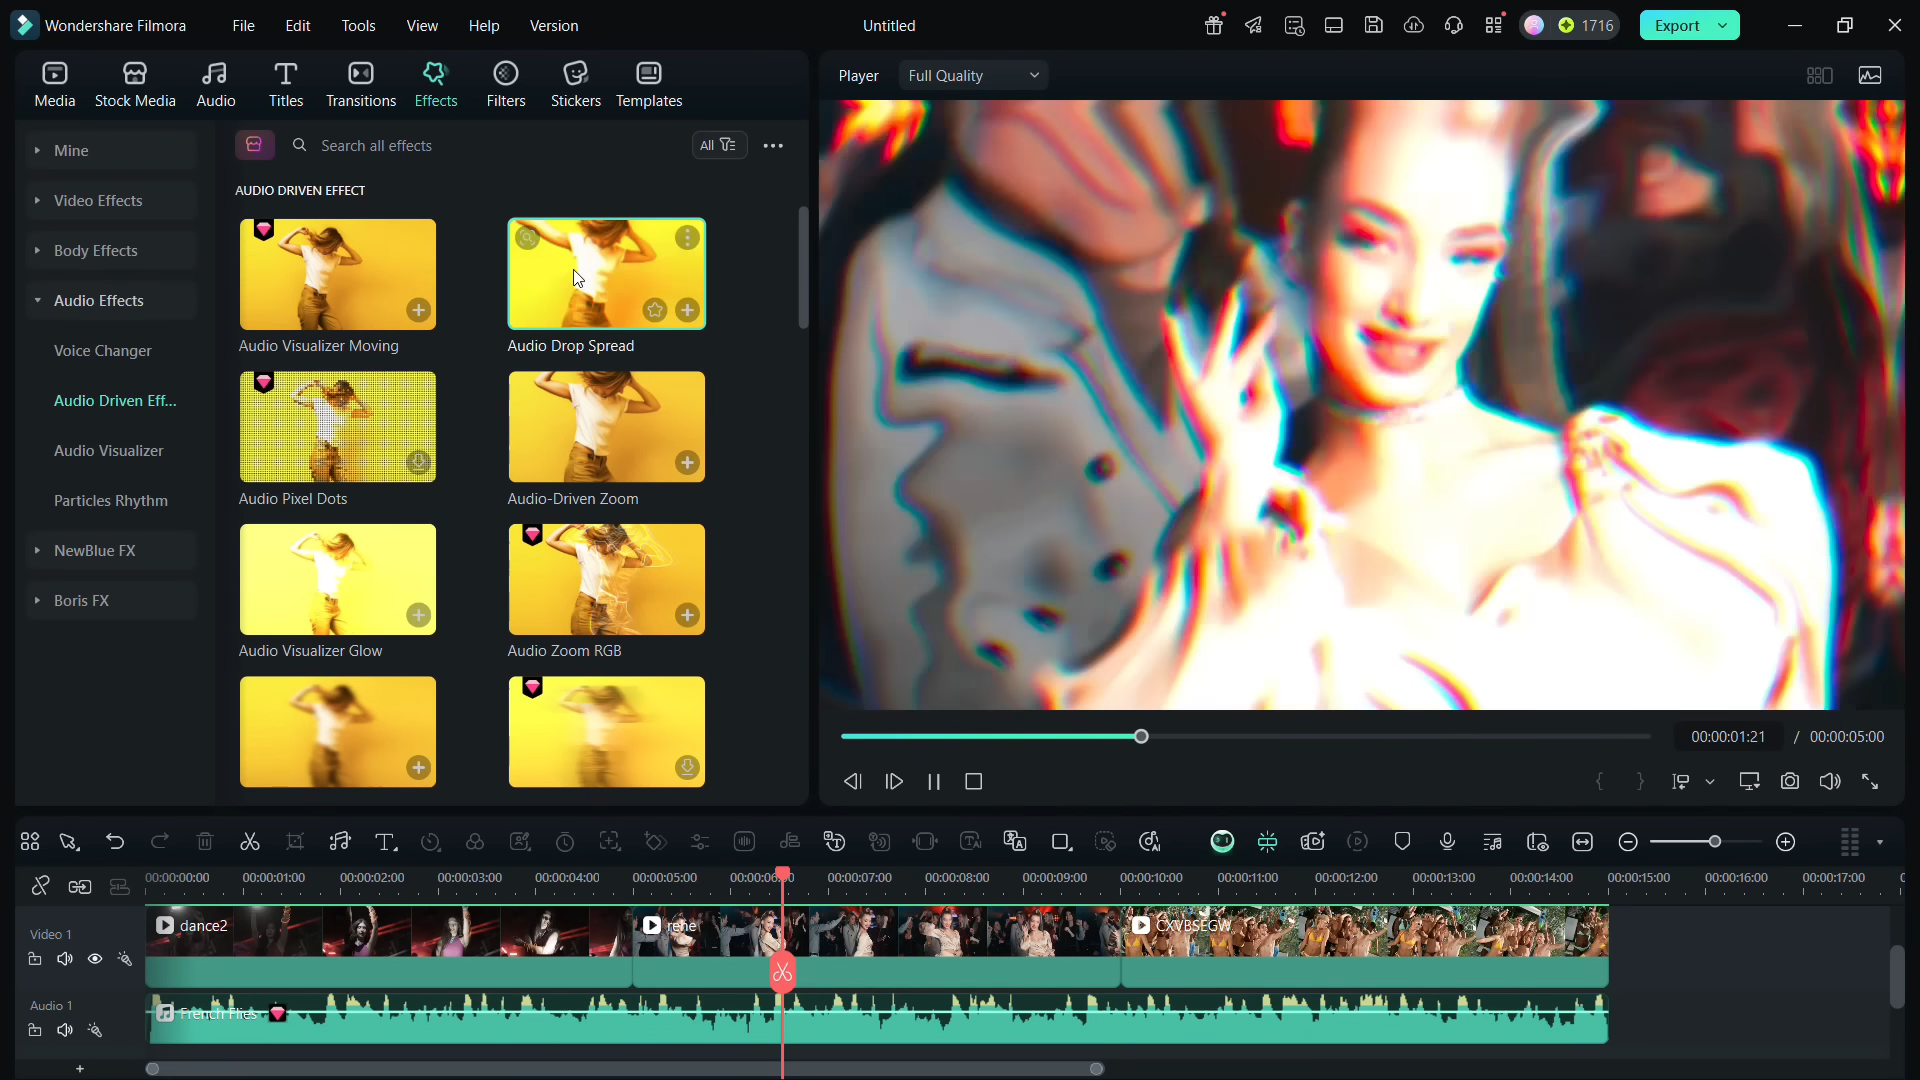 Wondershare Filmora
File
Edit
Tools
View
Help
Version
Untitled
1716
Export
Media
Stock Media
Audio
Titles
Transitions
Effects
Filters
Stickers
Templates
Player
Full Quality
Mine
Video Effects
Body Effects
Audio Effects
Voice Changer
Audio Driven Eff...
Audio Visualizer
Particles Rhythm
NewBlue FX
Boris FX
Search all effects
All
AUDIO DRIVEN EFFECT
Audio Visualizer Moving
Audio Drop Spread
Audio Pixel Dots
Audio-Driven Zoom
Audio Visualizer Glow
Audio Zoom RGB
00:00:01:21 / 00:00:05:00
00:00:00:00
00:00:01:00
00:00:02:00
00:00:03:00
00:00:04:00
00:00:05:00
00:00:07:00
00:00:08:00
00:00:09:00
00:00:10:00
00:00:11:00
00:00:12:00
00:00:13:00
00:00:14:00
00:00:15:00
00:00:16:00
00:00:17:00
Video 1
dance2
rene
CXVBSEGW
Audio 1
French Flies